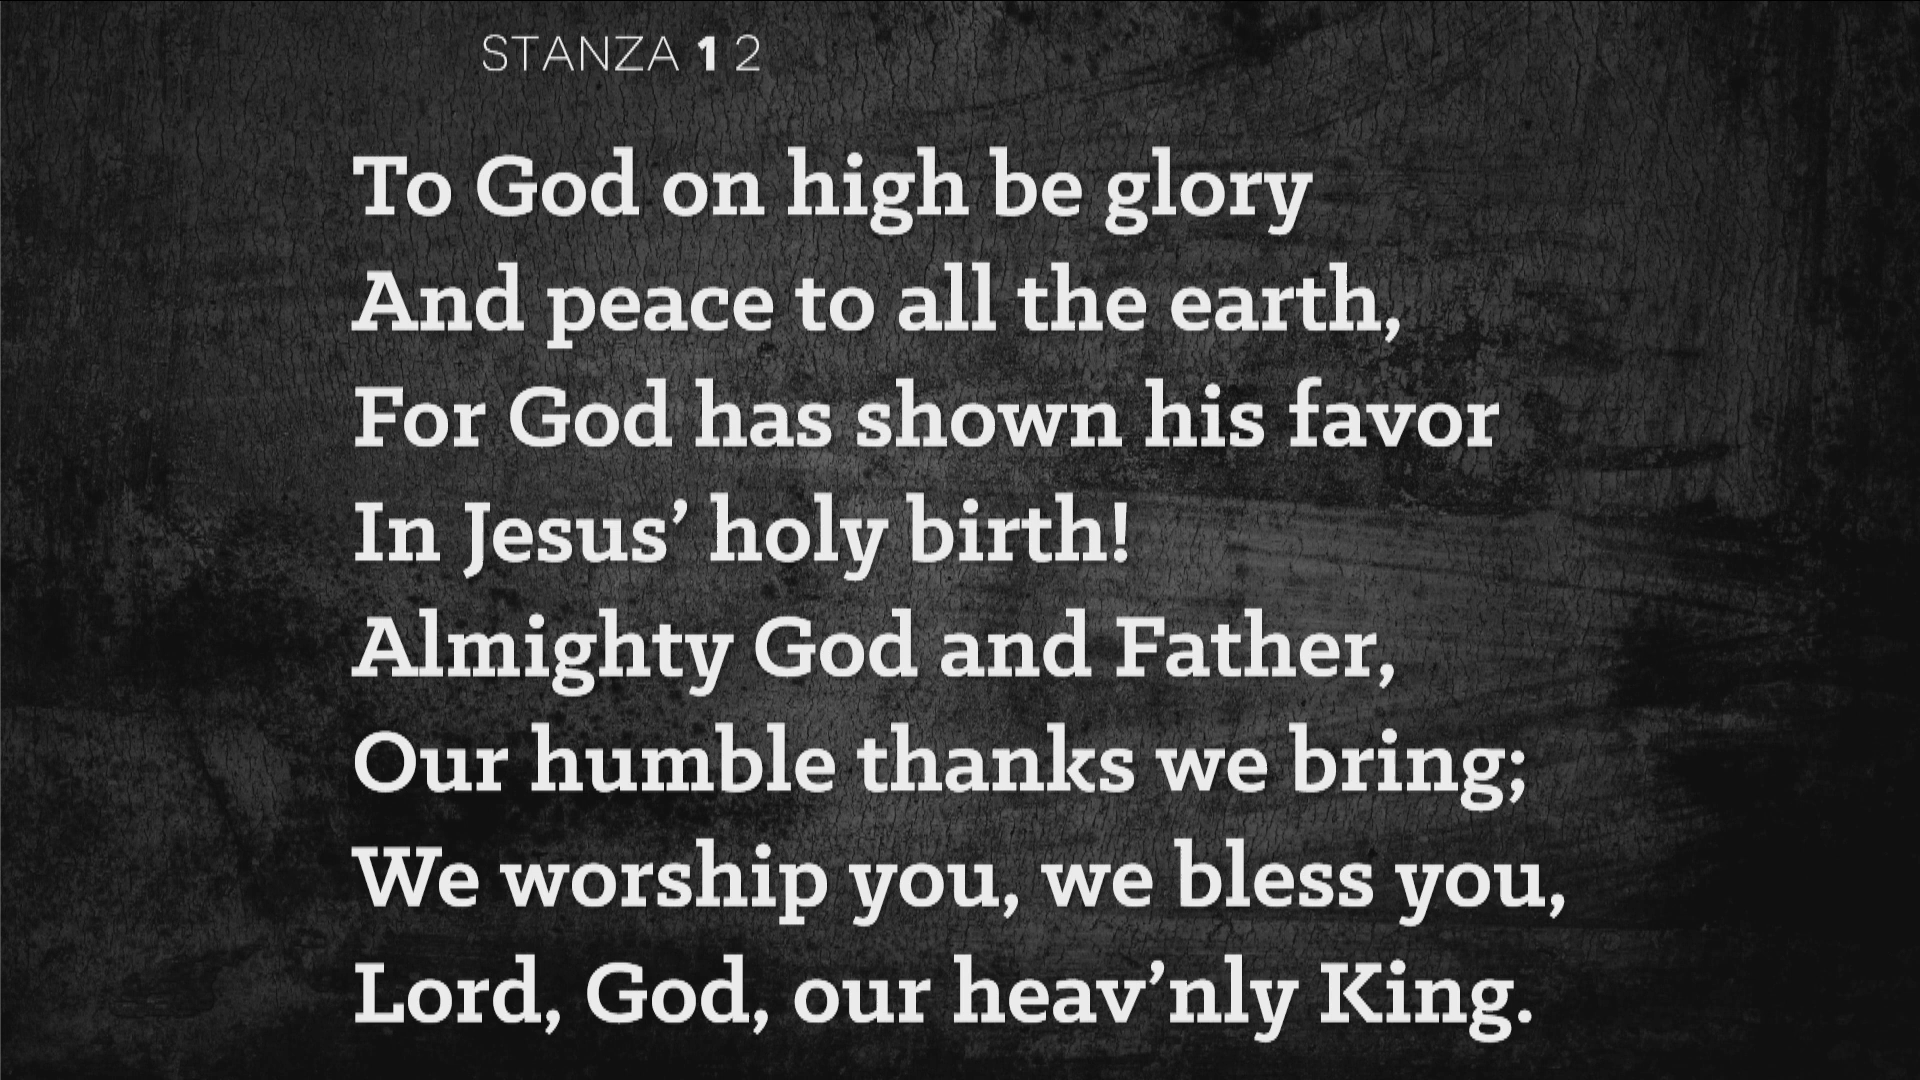 STANZA 1 2
To God on high be glory
And peace to all the earth,
For God has shown his favor
In Jesus’ holy birth!
Almighty God and Father,
Our humble thanks we bring;
We worship you, we bless you,
Lord, God, our heav’nly King.